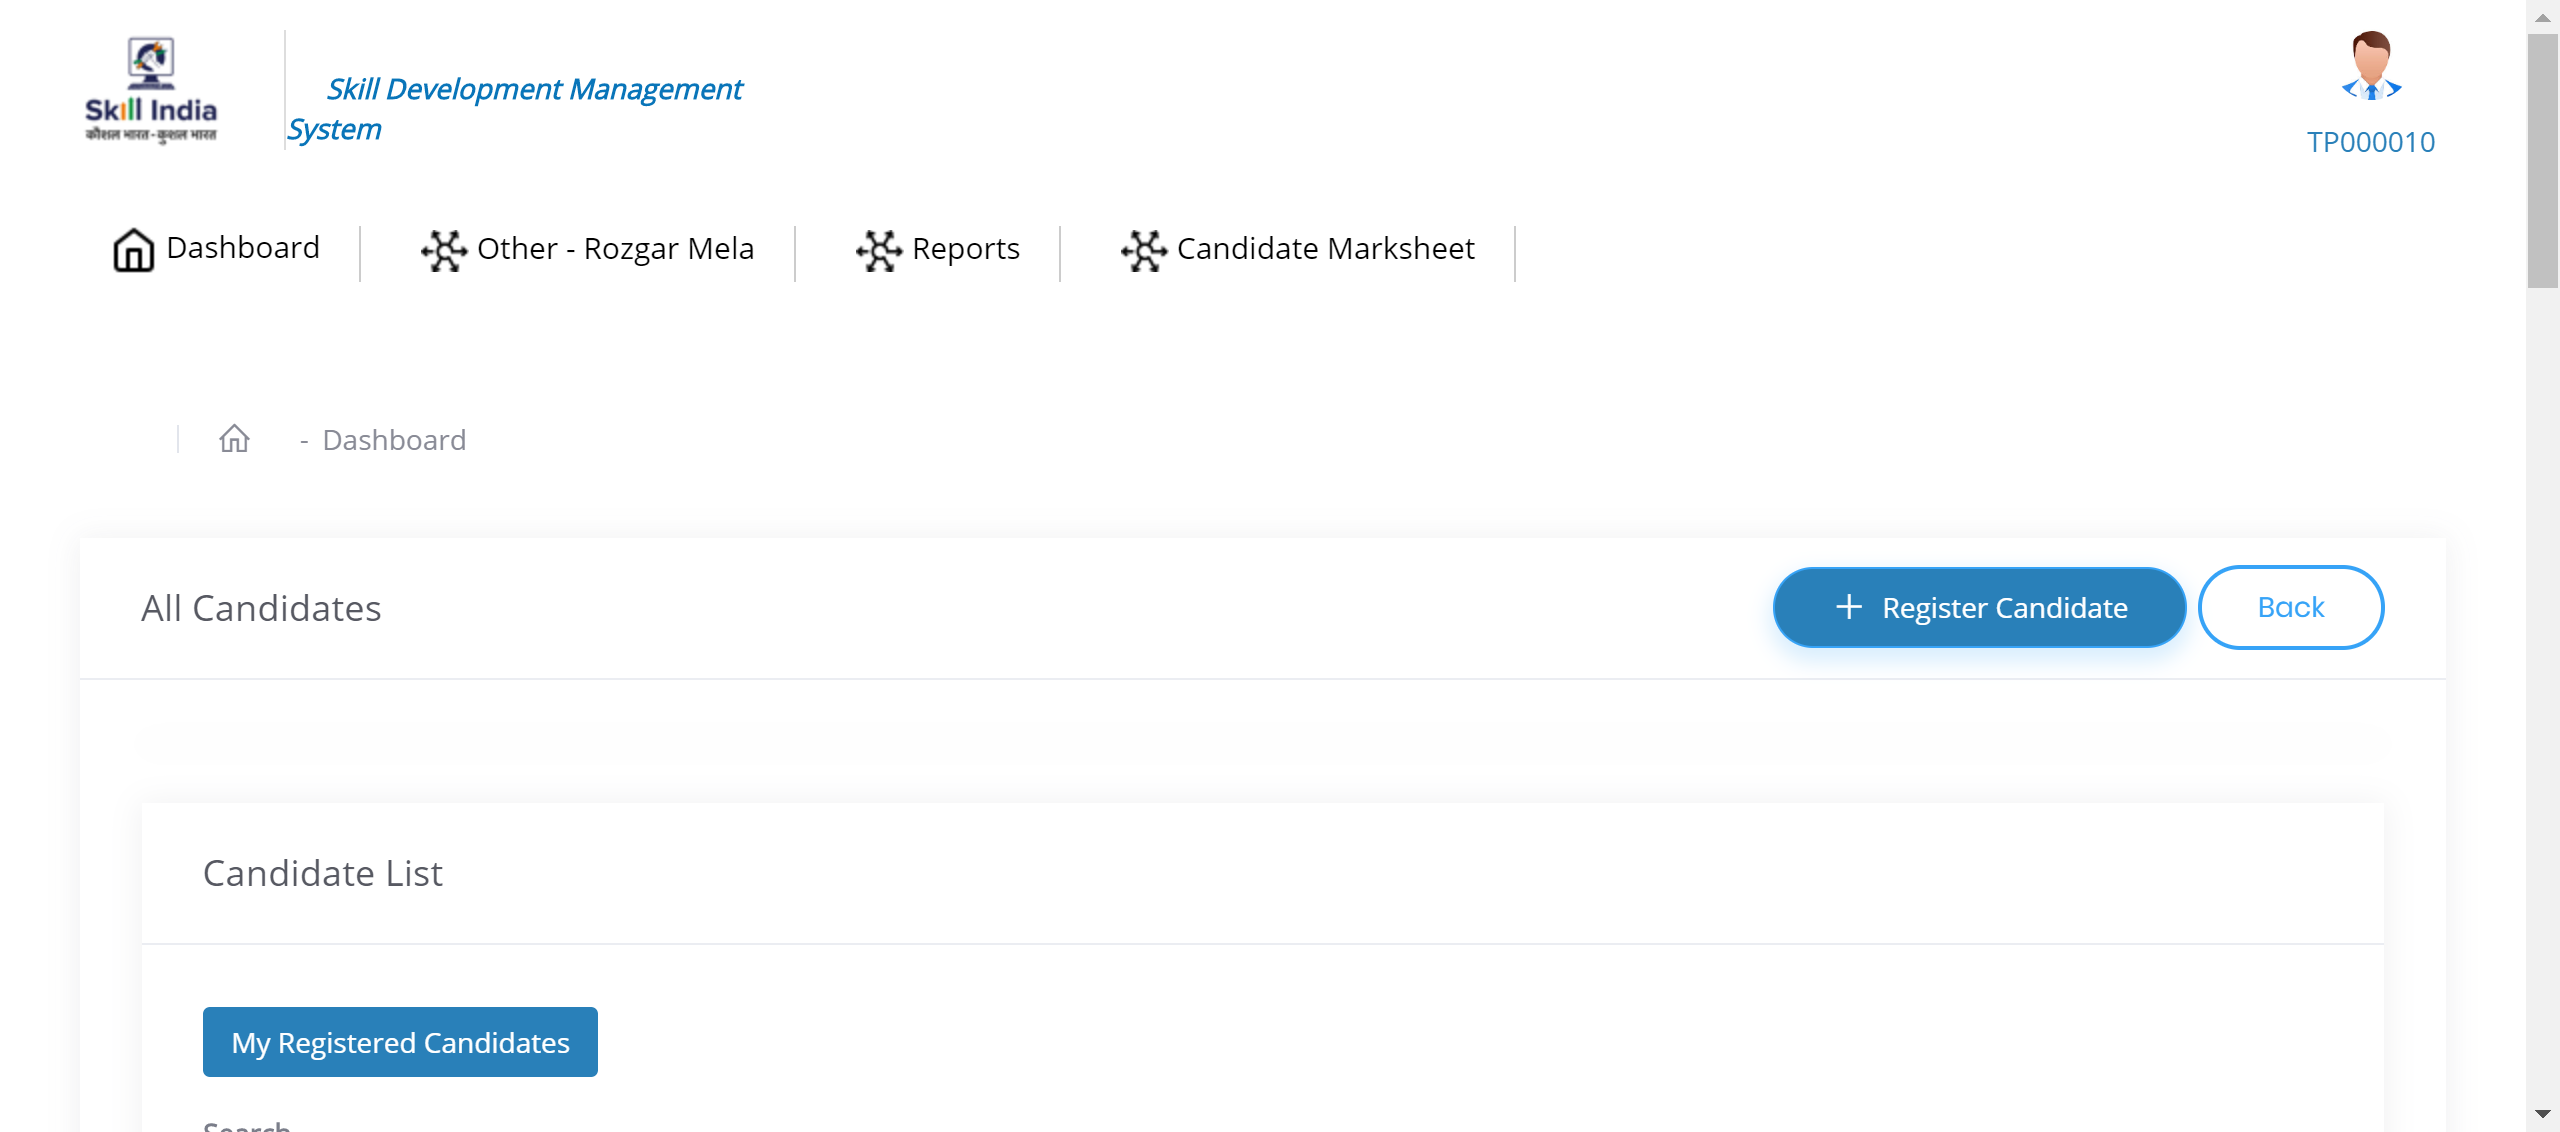 Skill India
कौशल भारत-कुशल भारत
Skill Development Management
System
TP000010
Dashboard
Other - Rozgar Mela
Reports
Candidate Marksheet
- Dashboard
All Candidates
Register Candidate
Back
Candidate List
My Registered Candidates
Search